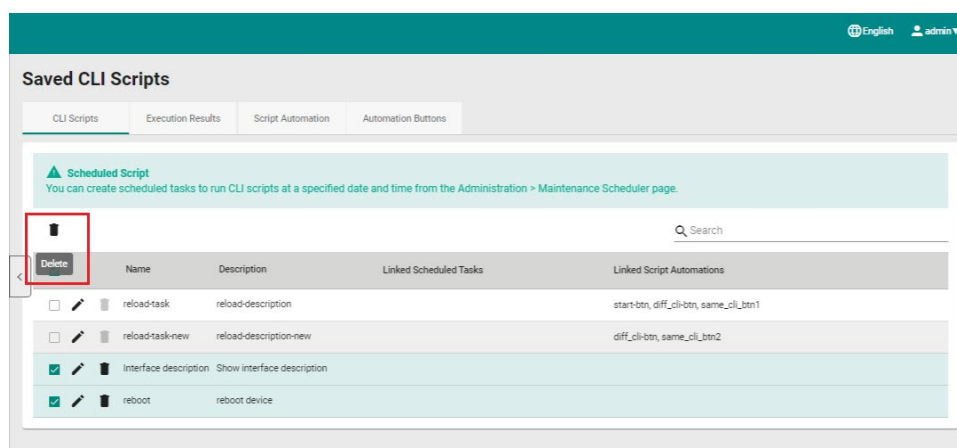 English admin
Saved CLI Scripts
CLI Scripts Execution Results Script Automation Automation Buttons
Scheduled Script
You can create scheduled tasks to run CLI scripts at a specified date and time from the Administration > Maintenance Scheduler page.
Search
Delete
Name Description Linked Scheduled Tasks Linked Script Automations
reload-task reload-description start-btn, diff_cli-btn, same_cli_btn1
reload-task-new reload-description-new diff_cli-btn, same_cli_btn2
Interface description Show interface description
reboot reboot device